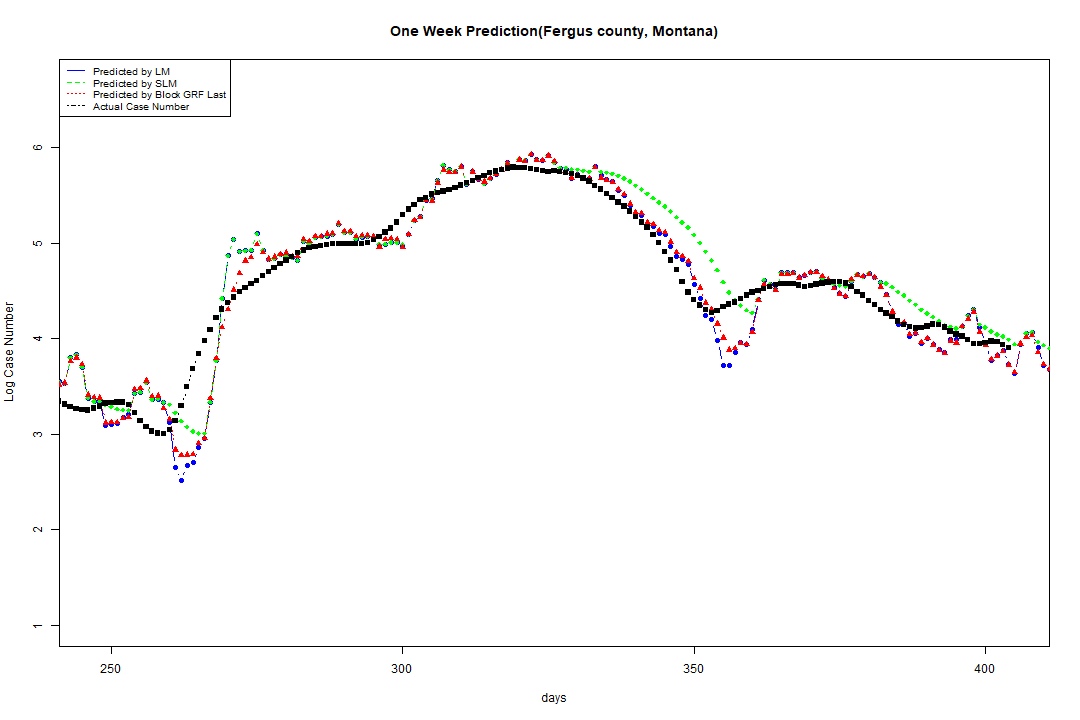 One Week Prediction(Fergus county, Montana)
Predicted by LM
Predicted by SLM
Predicted by Block GRF Last
Actual Case Number
Log Case Number
6
5
4
3
2
1
250 300 350 400
days